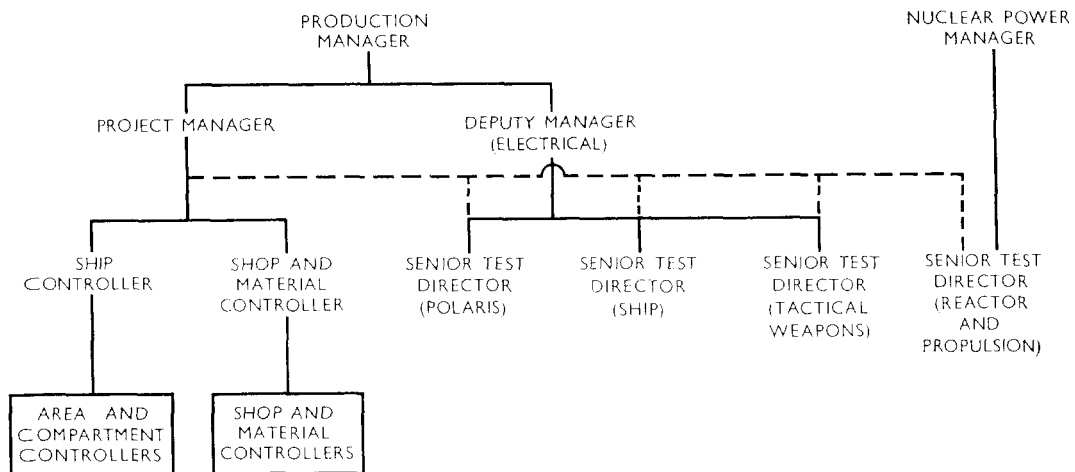 PRODUCTION
MANAGER
NUCLEAR POWER
MANAGER
PROJECT MANAGER
DEPUTY MANAGER
(ELECTRICAL)
SHIP
CONTROLLER
SHOP AND
MATERIAL
CONTROLLER
SENIOR TEST
DIRECTOR
(POLARIS)
SENIOR TEST
DIRECTOR
(SHIP)
SENIOR TEST
DIRECTOR
(TACTICAL
WEAPONS)
SENIOR TEST
DIRECTOR
(REACTOR
AND
PROPULSION)
AREA AND
COMPARTMENT
CONTROLLERS
SHOP AND
MATERIAL
CONTROLLERS